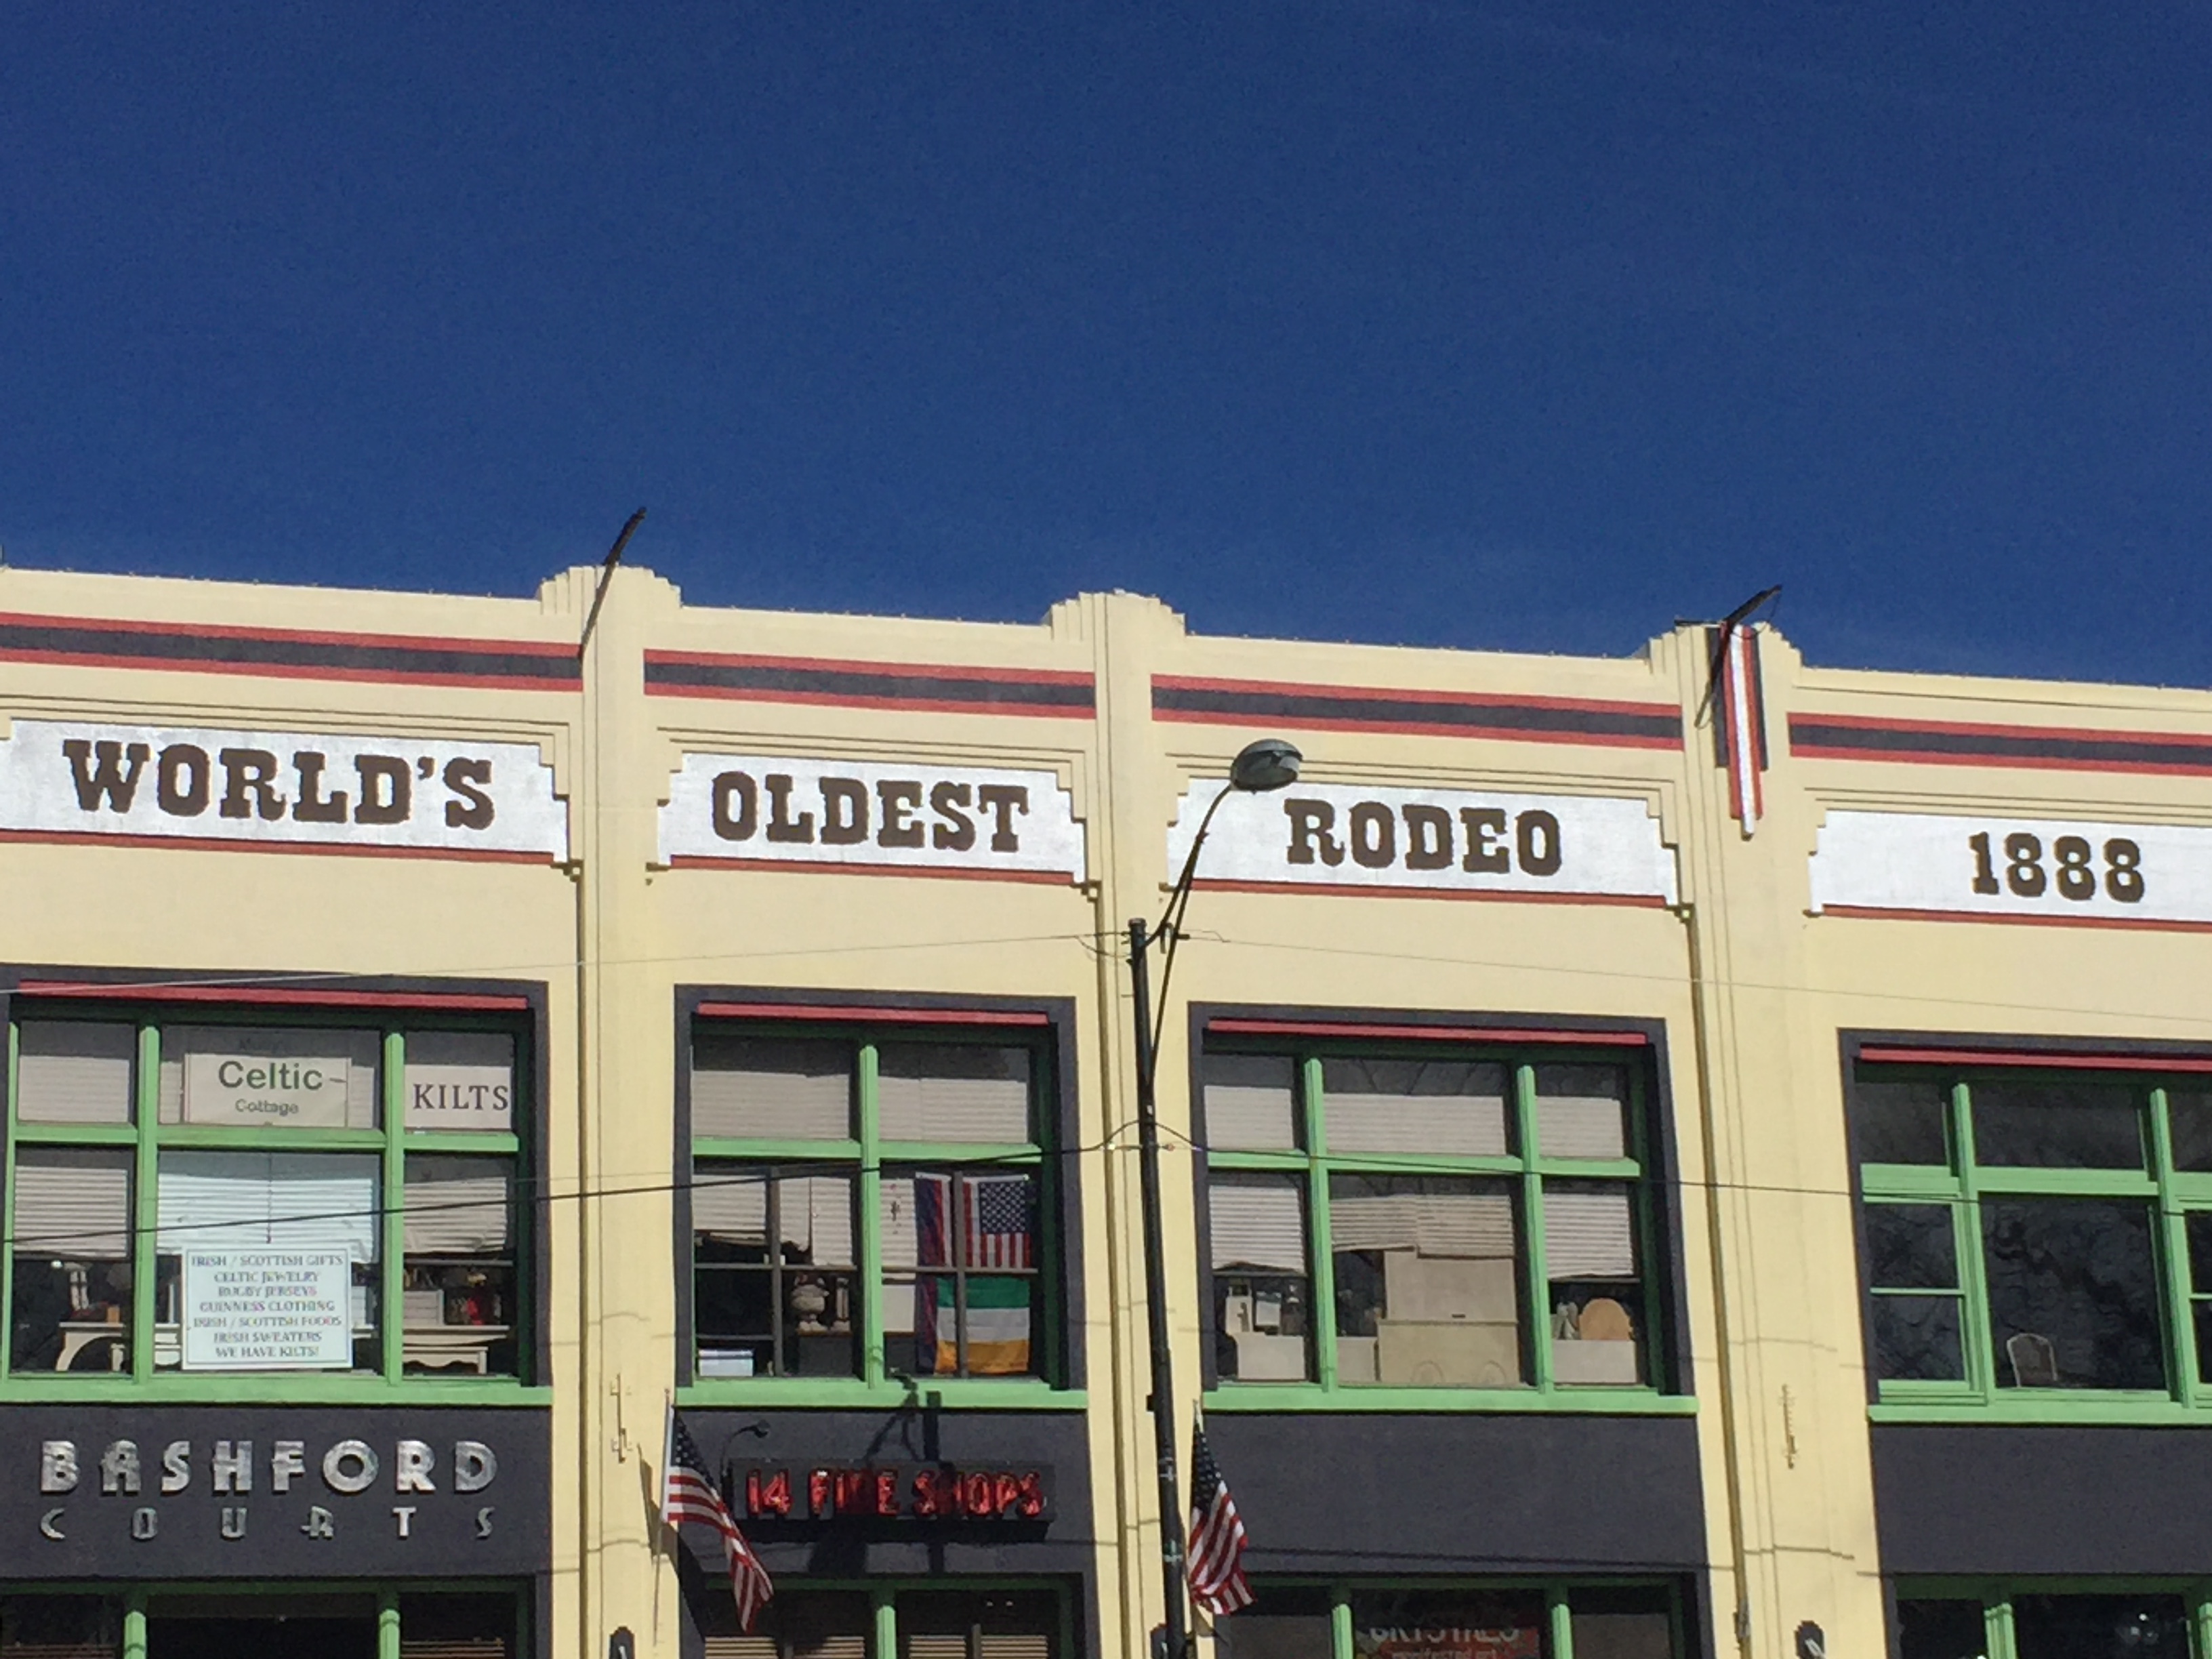 WORLD'S OLDEST RODEO 1888
Celtic
Cottage
KILTS
IRISH / SCOTTISH GIFTS
CELTIC JEWELRY
RUGBY JERSEYS
GUINNESS CLOTHING
IRISH / SCOTTISH FOODS
IRISH SWEATERS
WE HAVE KILTS!
BASHFORD
COURTS
14 FINE SHOPS